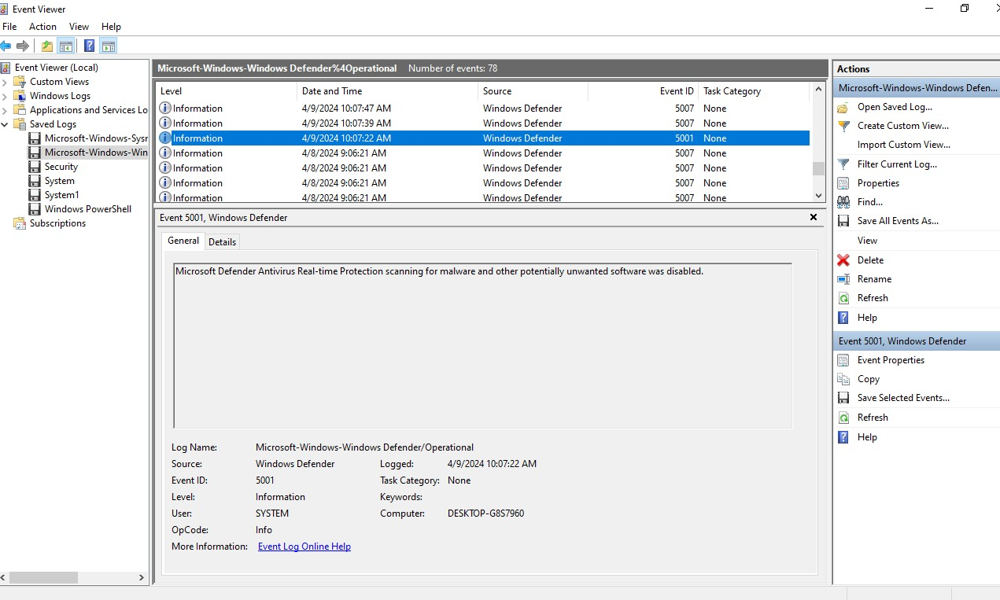 Event Viewer
File Action View Help
Event Viewer (Local)
Custom Views
Windows Logs
Applications and Services Lo
Saved Logs
Microsoft-Windows-Sysr
Microsoft-Windows-Win
Security
System
System1
Windows PowerShell
Subscriptions
Microsoft-Windows-Windows Defender%4Operational Number of events: 78
Level Date and Time Source Event ID Task Category
Information 4/9/2024 10:07:47 AM Windows Defender 5007 None
Information 4/9/2024 10:07:39 AM Windows Defender 5007 None
Information 4/9/2024 10:07:22 AM Windows Defender 5001 None
Information 4/8/2024 9:06:21 AM Windows Defender 5007 None
Information 4/8/2024 9:06:21 AM Windows Defender 5007 None
Information 4/8/2024 9:06:21 AM Windows Defender 5007 None
Information 4/8/2024 9:06:21 AM Windows Defender 5007 None
Event 5001, Windows Defender
General Details
Microsoft Defender Antivirus Real-time Protection scanning for malware and other potentially unwanted software was disabled.
Log Name: Microsoft-Windows-Windows Defender/Operational
Source: Windows Defender Logged: 4/9/2024 10:07:22 AM
Event ID: 5001 Task Category: None
Level: Information Keywords:
User: SYSTEM Computer: DESKTOP-G8S7960
OpCode: Info
More Information: Event Log Online Help
Actions
Microsoft-Windows-Windows Defen...
Open Saved Log...
Create Custom View...
Import Custom View...
Filter Current Log...
Properties
Find...
Save All Events As...
View
Delete
Rename
Refresh
Help
Event 5001, Windows Defender
Event Properties
Copy
Save Selected Events...
Refresh
Help